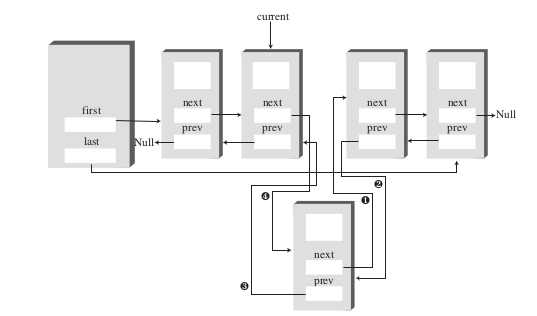 current
first
last
Null
next
prev
next
prev
next
prev
next
prev
Null
❹
❷
❶
next
prev
❸